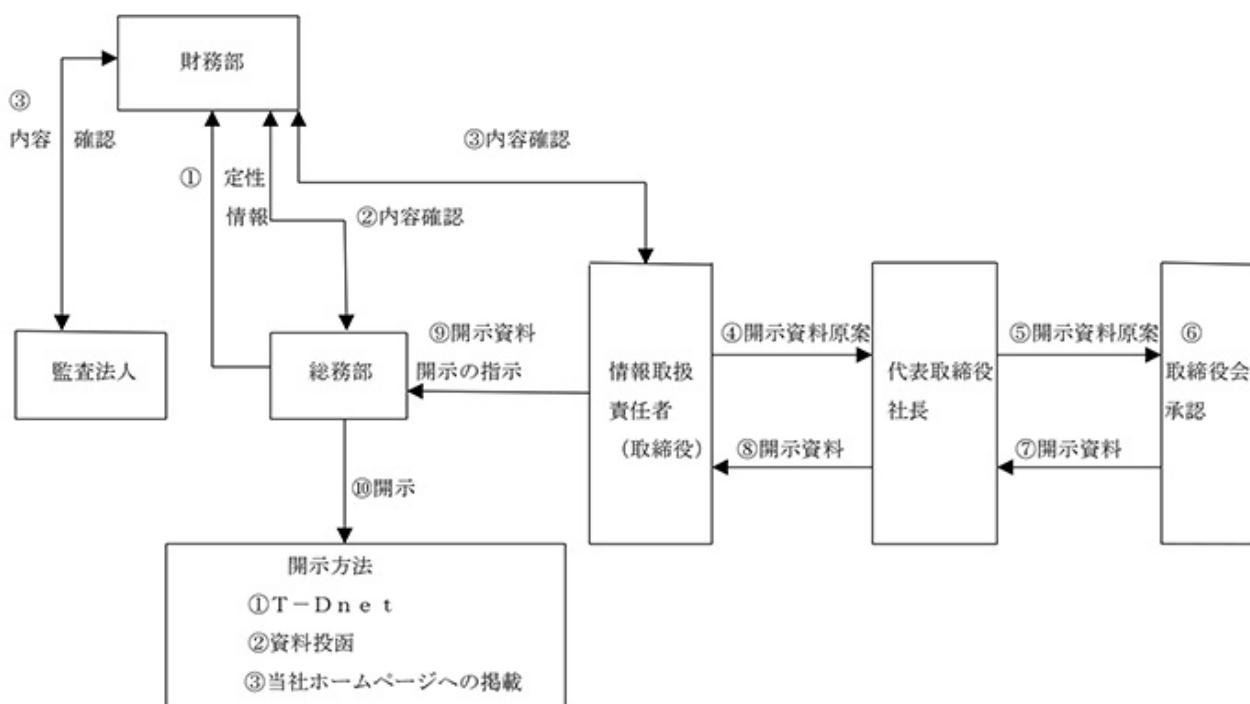 財務部
③
内容 確認
③内容確認
① 定性
情報
②内容確認
監査法人
総務部
⑨開示資料
開示の指示
情報取扱
責任者
（取締役）
④開示資料原案
代表取締役
社長
⑤開示資料原案
⑥
取締役会
承認
⑧開示資料
⑦開示資料
⑩開示
開示方法
①Ｔ－Ｄｎｅｔ
②資料投函
③当社ホームページへの掲載